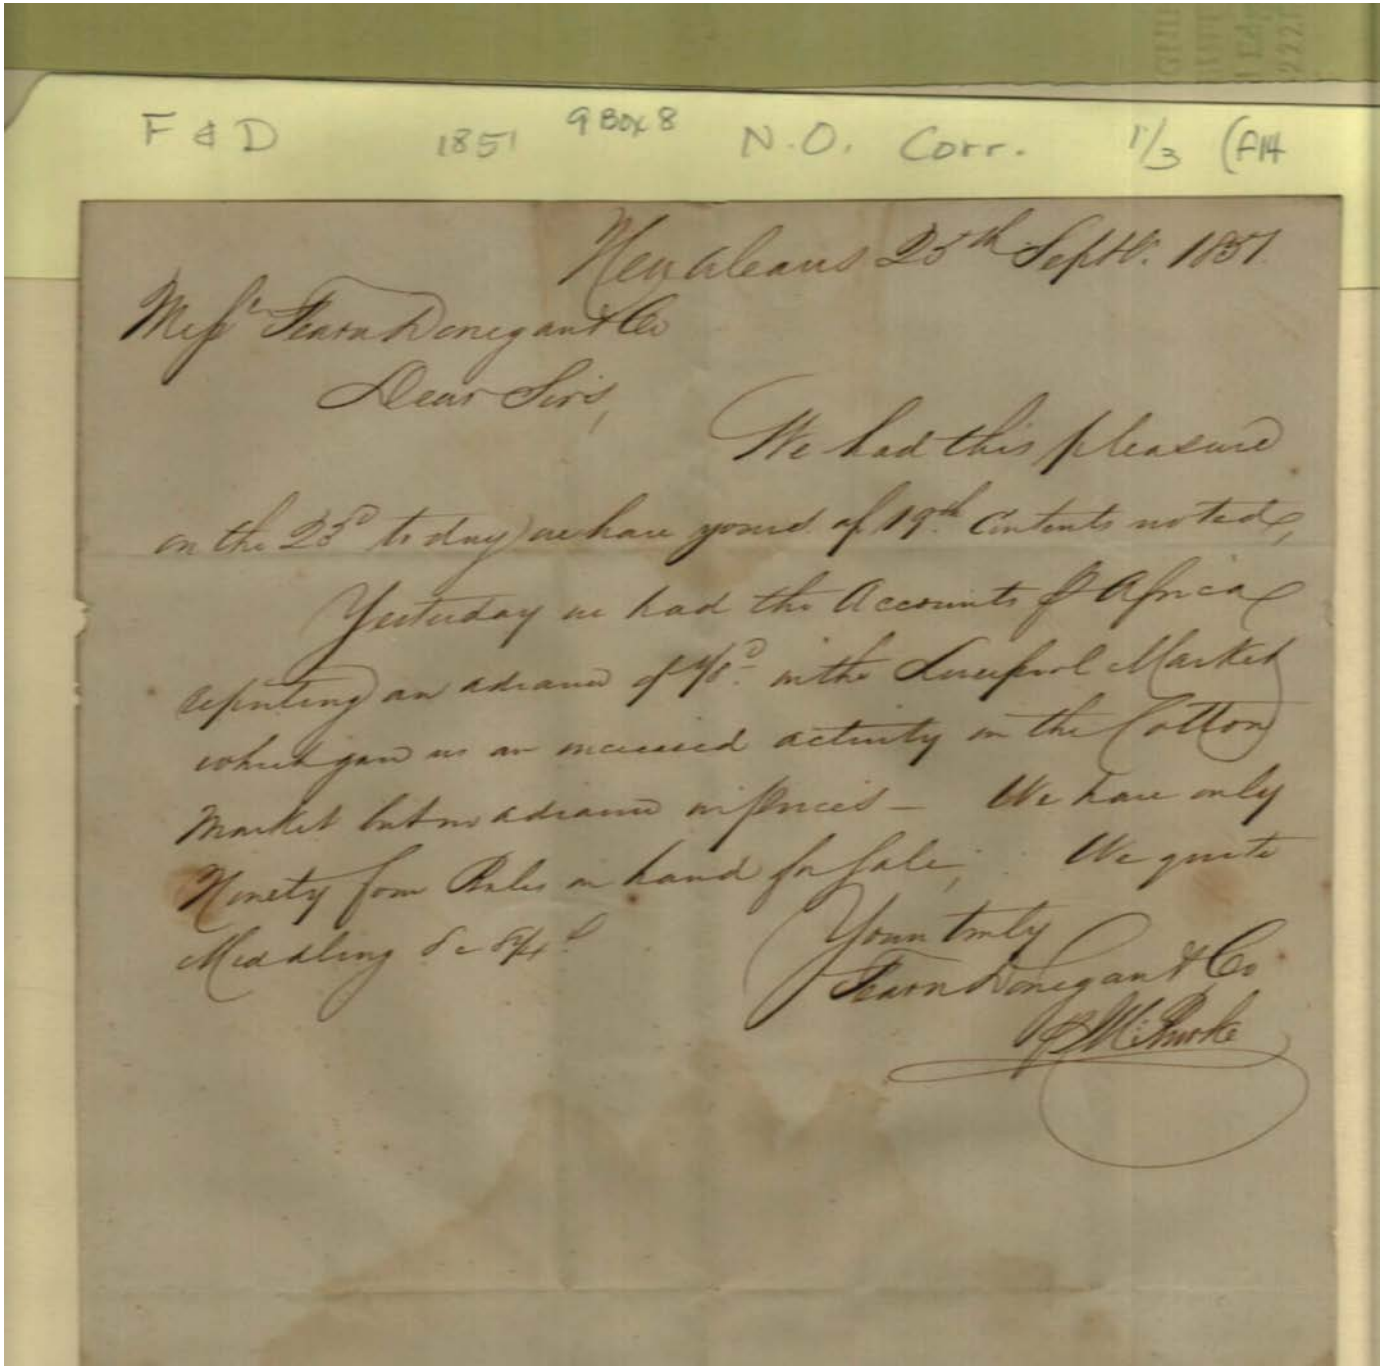 F & D 1851 9 Box 8 N.O. Corr. 1/3 (F14
New Orleans 25th Septr. 1851.
Messrs Fearn Donegan & Co
Dear Sirs,
We had this pleasure
on the 23d to day we have yours of 19th Contents noted,
Yesterday we had the Accounts Africa
reporting an advance of 1/8d in the Liverpool Market
which gave us an increased activity in the Cotton
Market but no advance in prices — We have only
Ninety four Bales on hand for sale; We quote
Middling 8 c
Yours truly
Fearn Donegan & Co